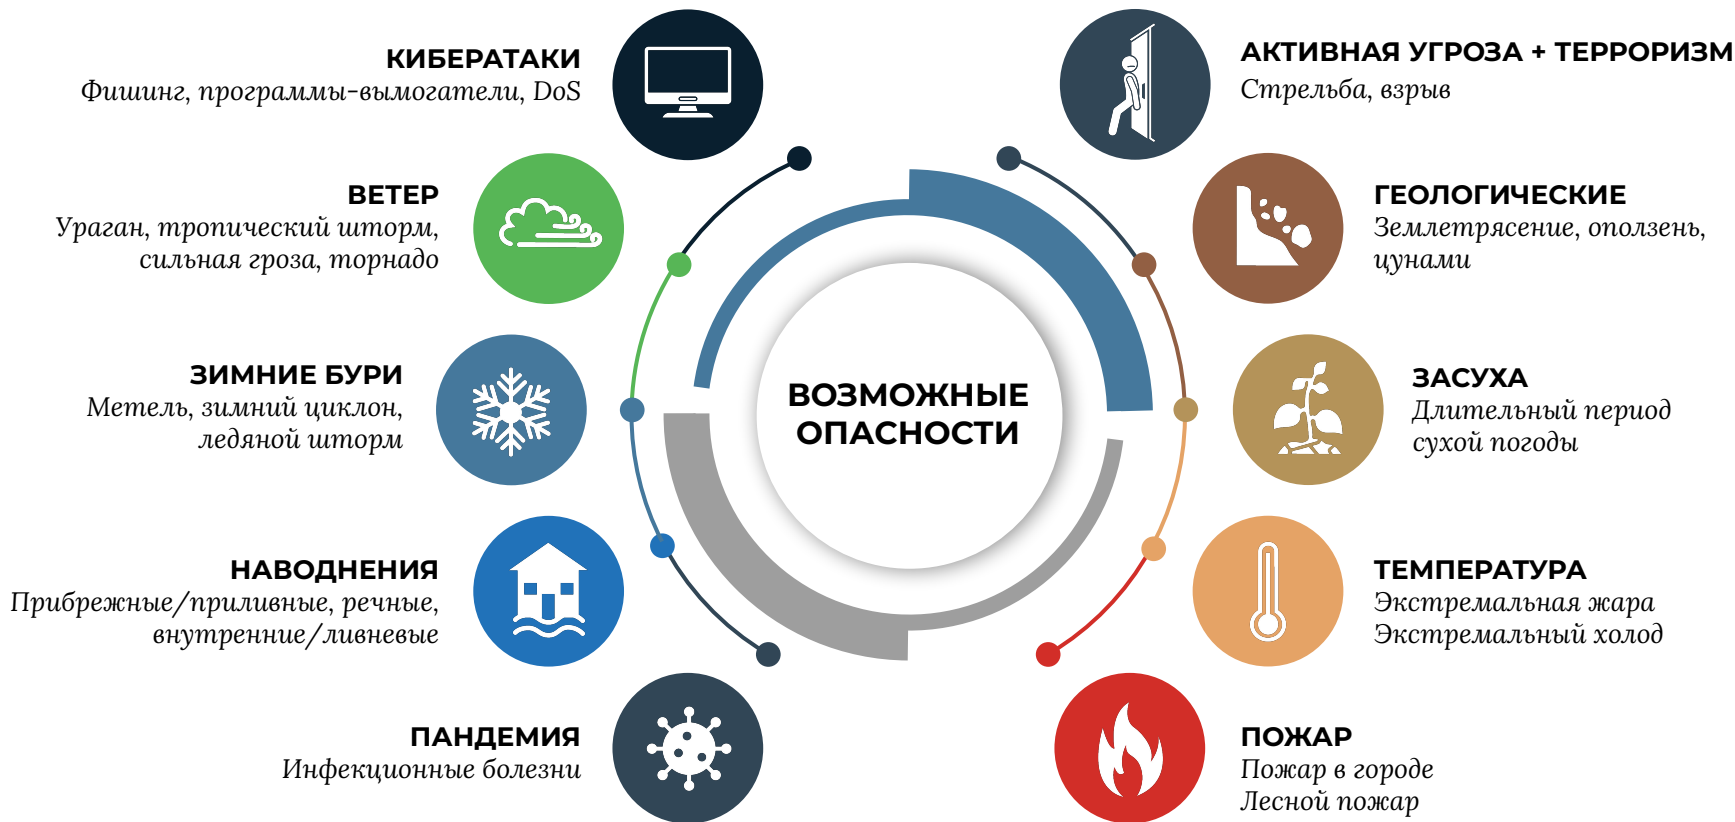 КИБЕРАТАКИ
Фишинг, программы-вымогатели, DoS
ВЕТЕР
Ураган, тропический шторм,
сильная гроза, торнадо
ЗИМНИЕ БУРИ
Метель, зимний циклон,
ледяной шторм
НАВОДНЕНИЯ
Прибрежные/приливные, речные,
внутренние/ливневые
ПАНДЕМИЯ
Инфекционные болезни
ВОЗМОЖНЫЕ
ОПАСНОСТИ
АКТИВНАЯ УГРОЗА + ТЕРРОРИЗМ
Стрельба, взрыв
ГЕОЛОГИЧЕСКИЕ
Землетрясение, оползень,
цунами
ЗАСУХА
Длительный период
сухой погоды
ТЕМПЕРАТУРА
Экстремальная жара
Экстремальный холод
ПОЖАР
Пожар в городе
Лесной пожар